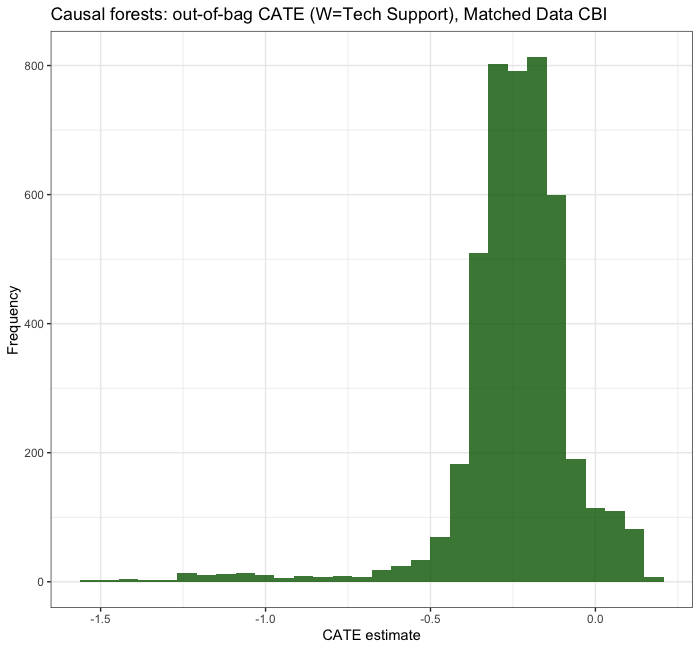 Causal forests: out-of-bag CATE (W=Tech Support), Matched Data CBI
800
600
400
200
0
Frequency
-1.5 -1.0 -0.5 0.0
CATE estimate